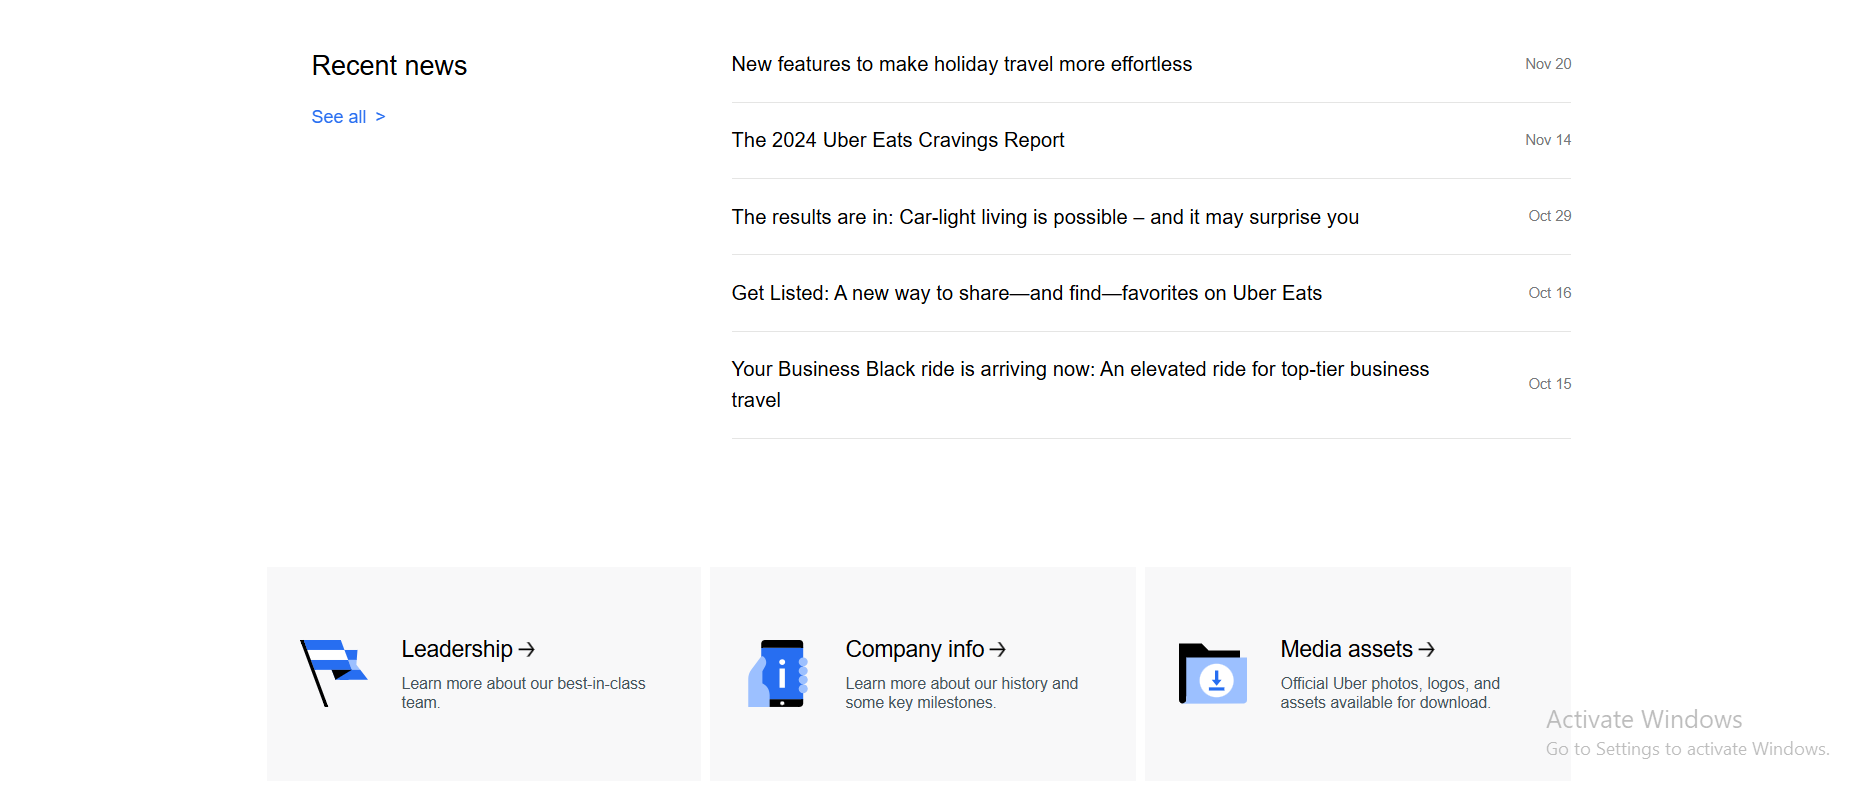 Recent news
See all >
New features to make holiday travel more effortless
Nov 20
The 2024 Uber Eats Cravings Report
Nov 14
The results are in: Car-light living is possible – and it may surprise you
Oct 29
Get Listed: A new way to share—and find—favorites on Uber Eats
Oct 16
Your Business Black ride is arriving now: An elevated ride for top-tier business
travel
Oct 15
Leadership →
Learn more about our best-in-class
team.
Company info →
Learn more about our history and
some key milestones.
Media assets →
Official Uber photos, logos, and
assets available for download.
Activate Windows
Go to Settings to activate Windows.